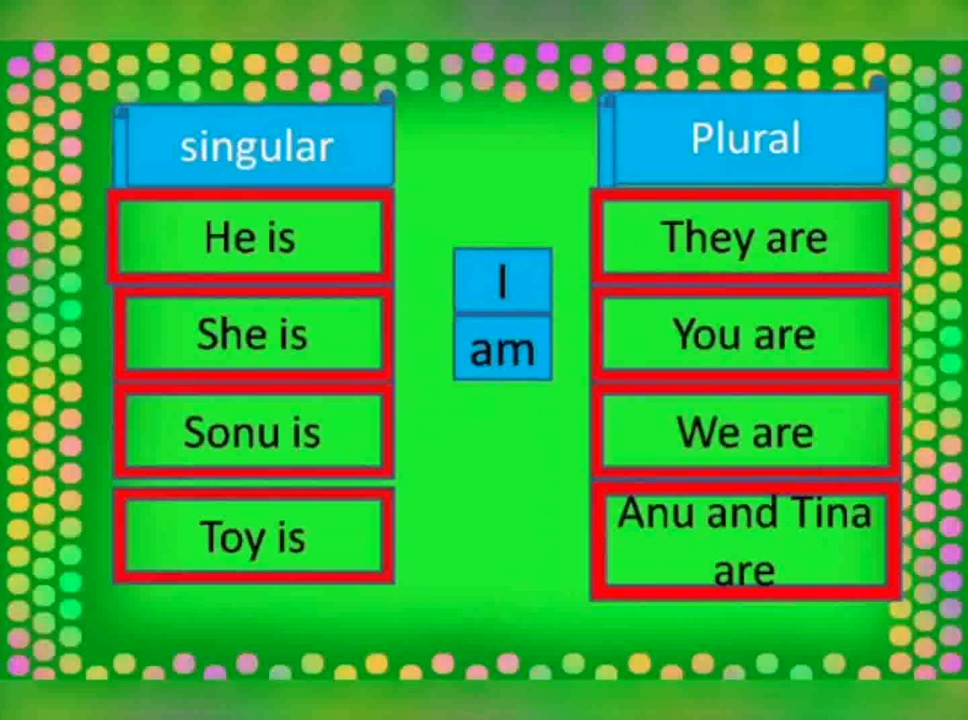 singular
He is
She is
Sonu is
Toy is
I
am
Plural
They are
You are
We are
Anu and Tina
are